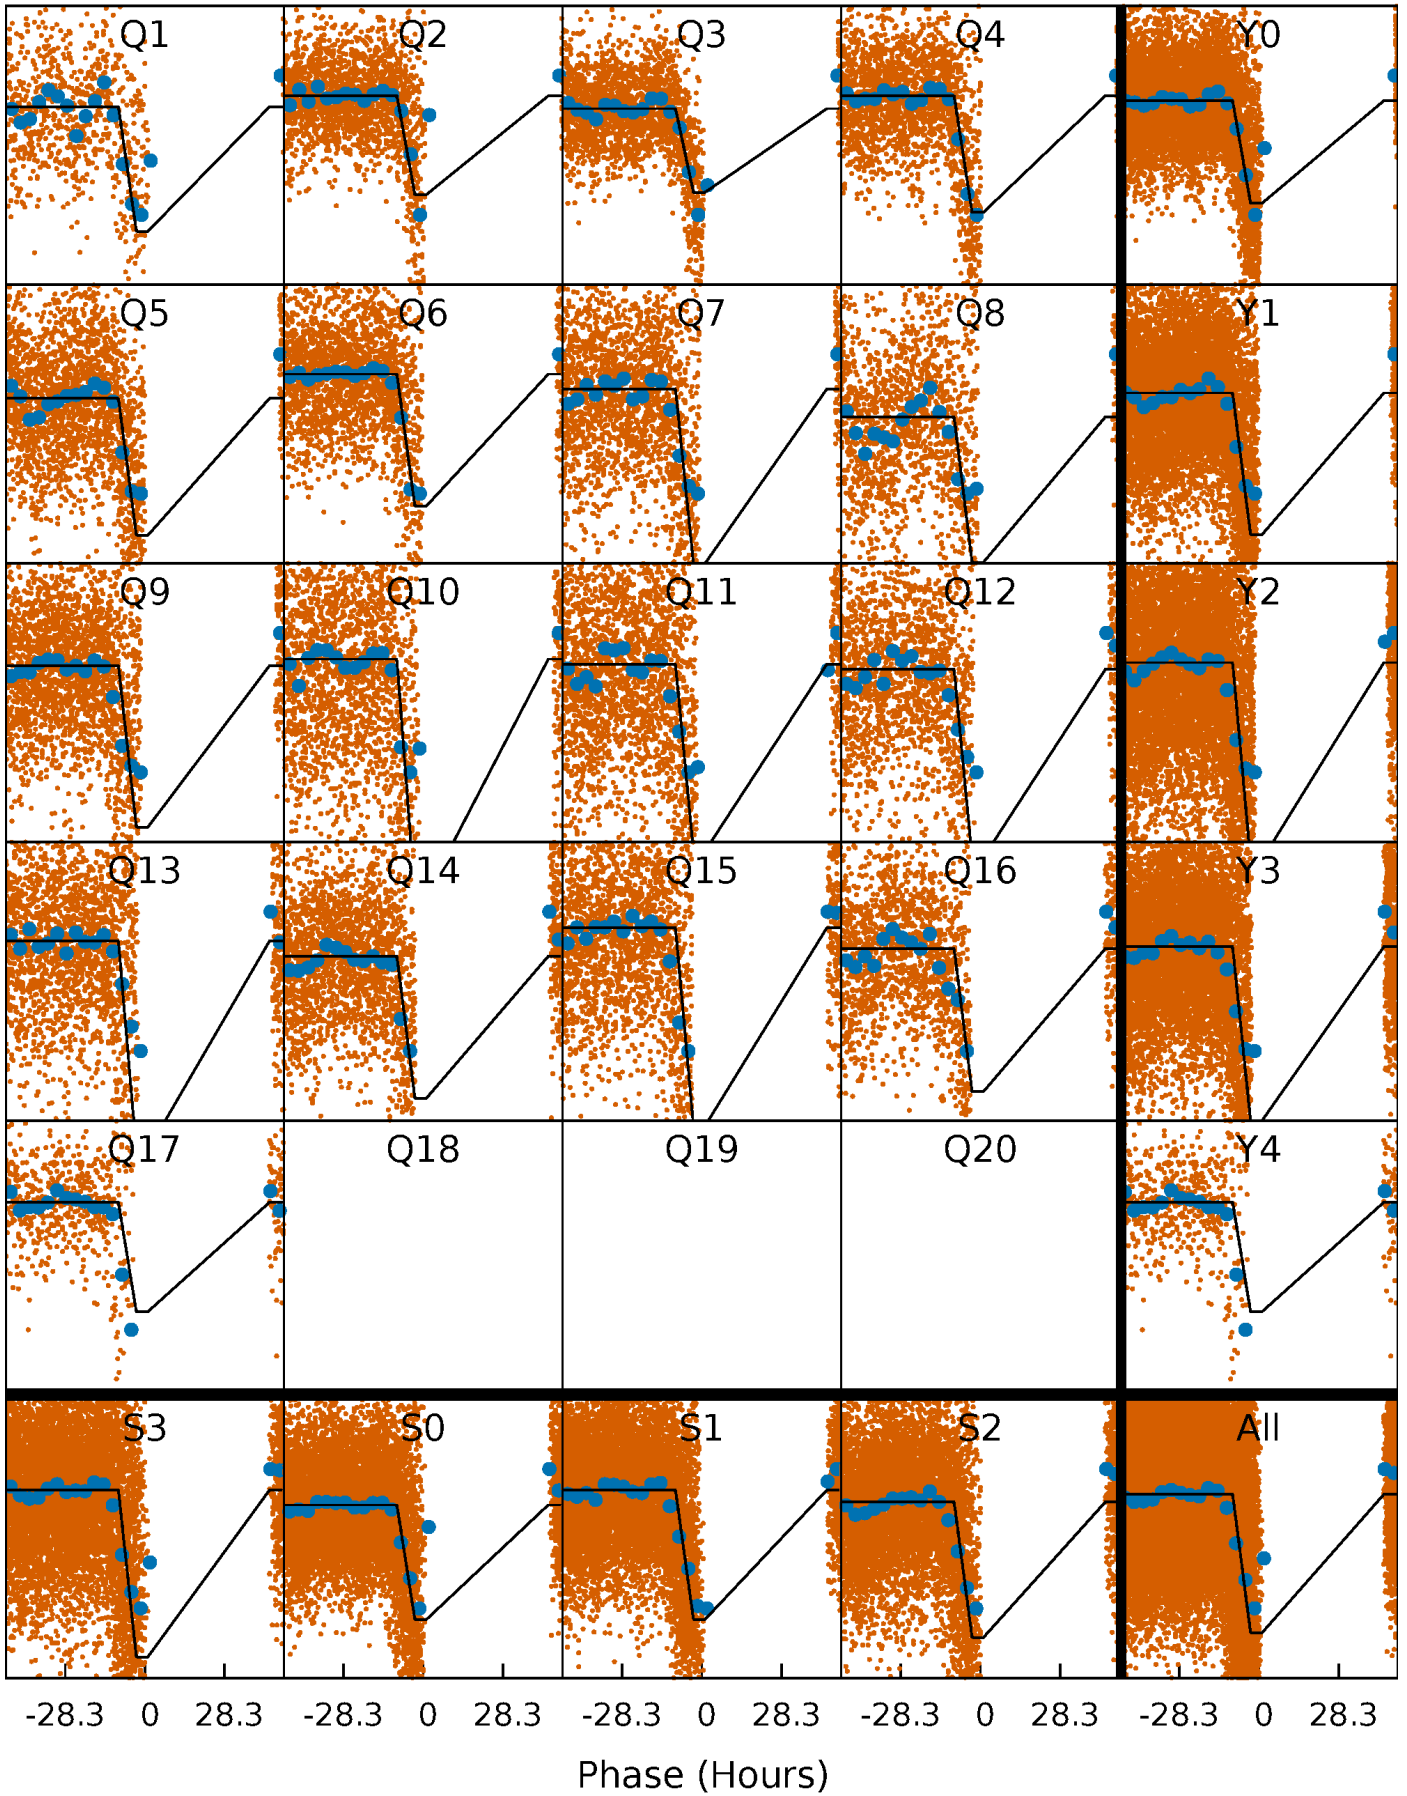 Q1 Q2 Q3 Q4 Y0
Q5 Q6 Q7 Q8 Y1
Q9 Q10 Q11 Q12 Y2
Q13 Q14 Q15 Q16 Y3
Q17 Q18 Q19 Q20 Y4
S3 S0 S1 S2 All
-28.3 0 28.3 -28.3 0 28.3 -28.3 0 28.3 -28.3 0 28.3 -28.3 0 28.3
Phase (Hours)